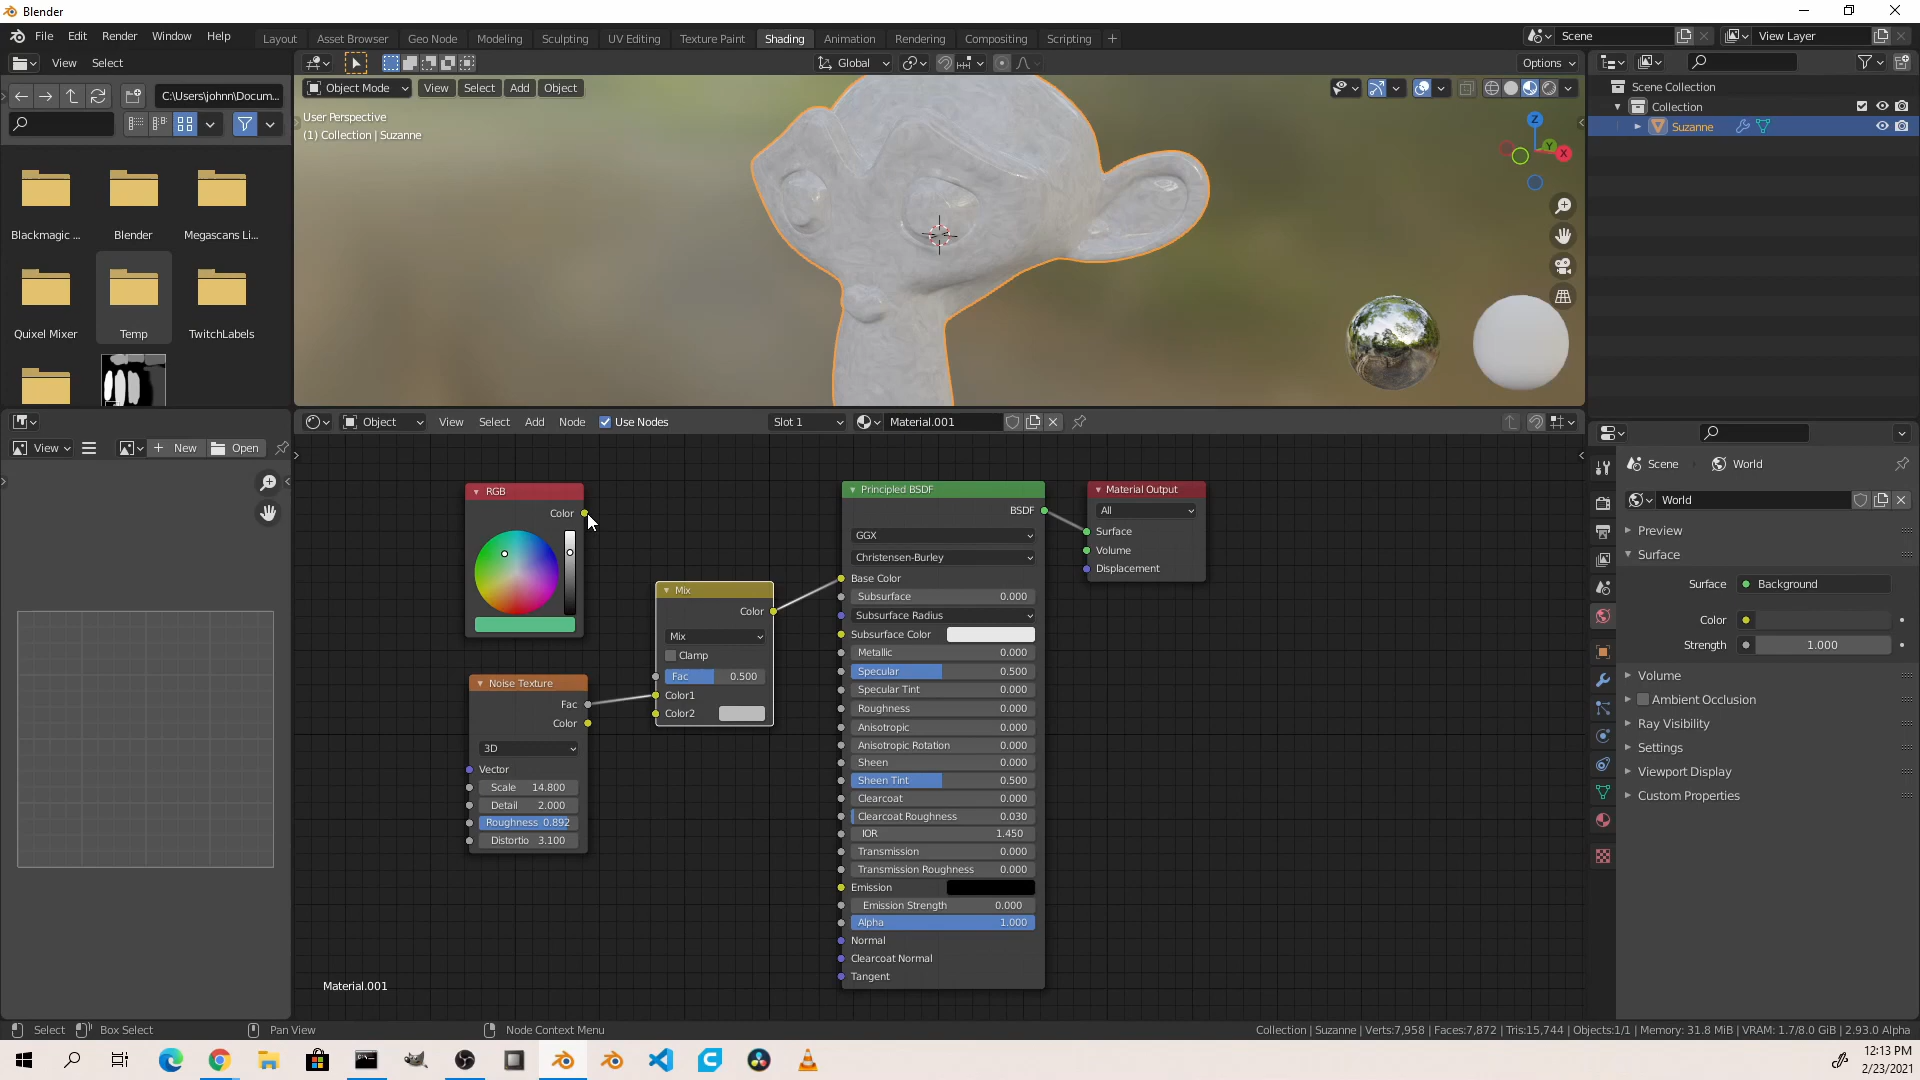 Blender
File Edit Render Window Help
Layout Asset Browser Geo Node Modeling Sculpting UV Editing Texture Paint Shading Animation Rendering Compositing Scripting
Scene
View Layer
View Select
Global
Options
C:\Users\johnn\Docum...
Object Mode View Select Add Object
User Perspective
(1) Collection | Suzanne
Z
Y
X
Scene Collection
Collection
Suzanne
Blackmagic ...
Blender
Megascans Li...
Quixel Mixer
Temp
TwitchLabels
Object View Select Add Node Use Nodes Slot 1 Material.001
View New Open
RGB
Color
Noise Texture
Fac
Color
3D
Vector
Scale 14.800
Detail 2.000
Roughness 0.892
Distortio 3.100
Mix
Color
Mix
Clamp
Fac 0.500
Color1
Color2
Principled BSDF
BSDF
GGX
Christensen-Burley
Base Color
Subsurface 0.000
Subsurface Radius
Subsurface Color
Metallic 0.000
Specular 0.500
Specular Tint 0.000
Roughness 0.000
Anisotropic 0.000
Anisotropic Rotation 0.000
Sheen 0.000
Sheen Tint 0.500
Clearcoat 0.000
Clearcoat Roughness 0.030
IOR 1.450
Transmission 0.000
Transmission Roughness 0.000
Emission
Emission Strength 0.000
Alpha 1.000
Normal
Clearcoat Normal
Tangent
Material Output
All
Surface
Volume
Displacement
Material.001
Scene World
World
Preview
Surface
Surface Background
Color
Strength 1.000
Volume
Ambient Occlusion
Ray Visibility
Settings
Viewport Display
Custom Properties
Select Box Select Pan View Node Context Menu
Collection | Suzanne | Verts:7,958 | Faces:7,872 | Tris:15,744 | Objects:1/1 | Memory: 31.8 MiB | VRAM: 1.7/8.0 GiB | 2.93.0 Alpha
12:13 PM
2/23/2021